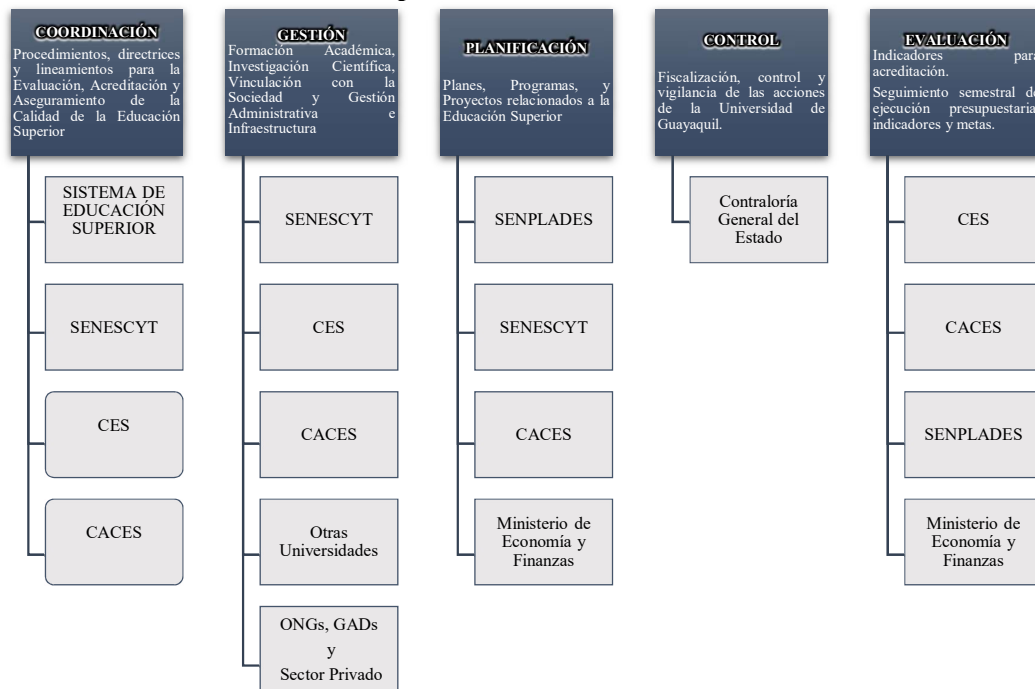 COORDINACIÓN
Procedimientos, directrices
y lineamientos para la
Evaluación, Acreditación y
Aseguramiento de la
Calidad de la Educación
Superior
SISTEMA DE
EDUCACIÓN
SUPERIOR
SENESCYT
CES
CACES
GESTIÓN
Formación Académica,
Investigación Científica,
Vinculación con la
Sociedad y Gestión
Administrativa e
Infraestructura
SENESCYT
CES
CACES
Otras
Universidades
ONGs, GADs
y
Sector Privado
PLANIFICACIÓN
Planes, Programas, y
Proyectos relacionados a la
Educación Superior
SENPLADES
SENESCYT
CACES
Ministerio de
Economía y
Finanzas
CONTROL
Fiscalización, control y
vigilancia de las acciones
de la Universidad de
Guayaquil.
Contraloría
General del
Estado
EVALUACIÓN
Indicadores para
acreditación.
Seguimiento semestral de
ejecución presupuestaria,
indicadores y metas.
CES
CACES
SENPLADES
Ministerio de
Economía y
Finanzas